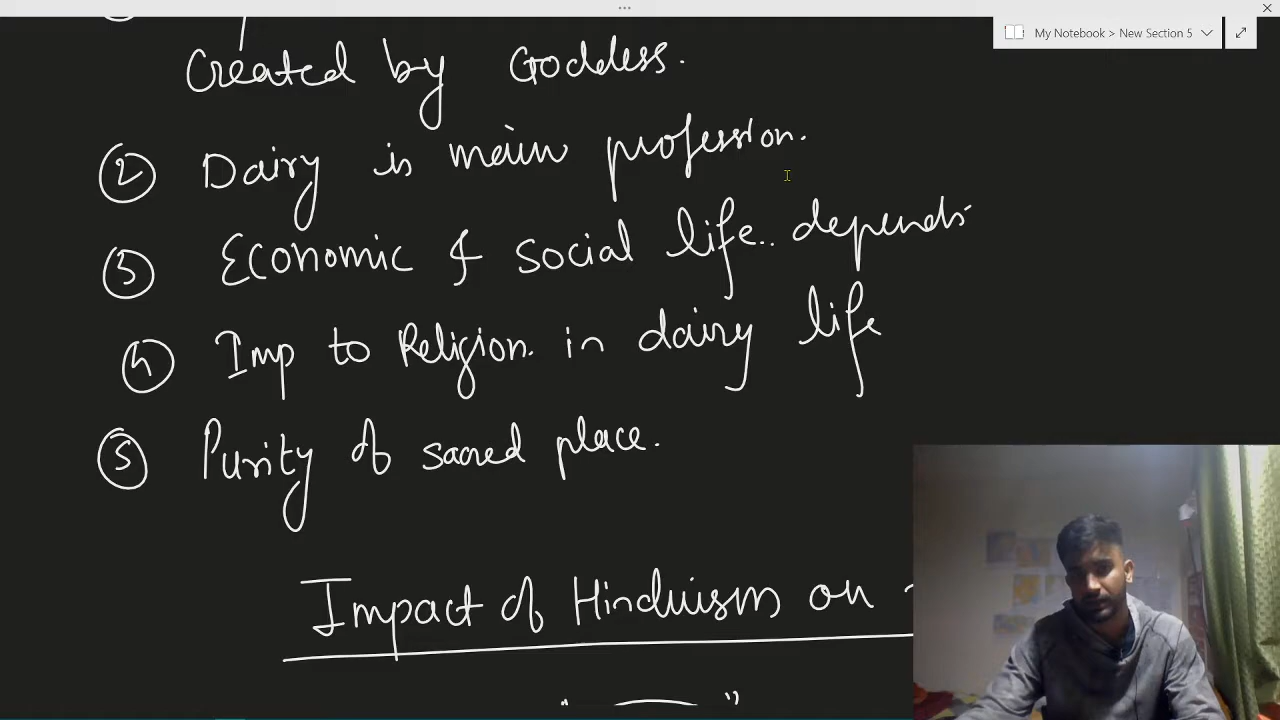 My Notebook > New Section 5
Created by Goddess.
② Dairy is main profession.
③ Economic & social life.. depends
④ Imp to Religion. in dairy life
⑤ Purity of sacred place.
Impact of Hinduism on